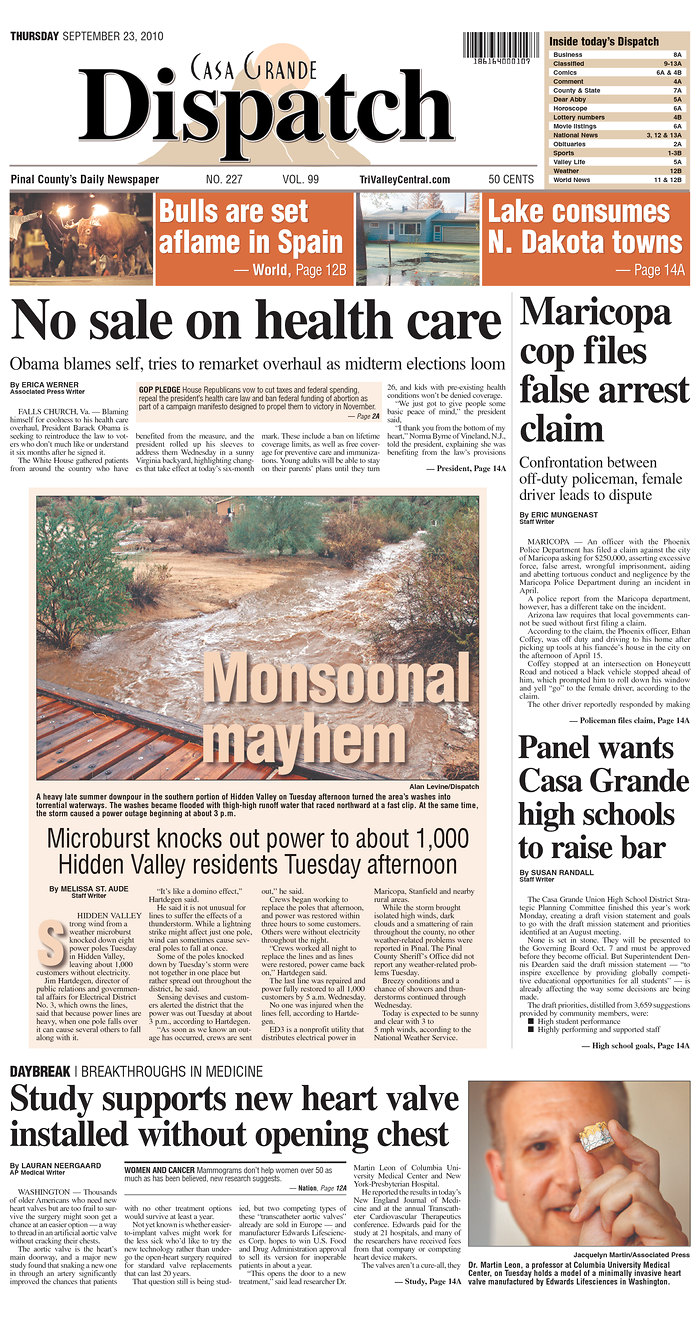 THURSDAY SEPTEMBER 23, 2010
CASA GRANDE
Dispatch
186164000109
Inside today's Dispatch
Business 8A
Classified 9-13A
Comics 6A & 4B
Comment 4A
County & State 7A
Dear Abby 5A
Horoscope 6A
Lottery numbers 4B
Movie listings 6A
National News 3, 12 & 13A
Obituaries 2A
Sports 1-3B
Valley Life 5A
Weather 12B
World News 11 & 12B
Pinal County's Daily Newspaper NO. 227 VOL. 99 TriValleyCentral.com 50 CENTS
Bulls are set
aflame in Spain
— World, Page 12B
Lake consumes
N. Dakota towns
— Page 14A
No sale on health care
Obama blames self, tries to remarket overhaul as midterm elections loom
By ERICA WERNER
Associated Press Writer
FALLS CHURCH, Va. — Blaming
himself for coolness to his health care
overhaul, President Barack Obama is
seeking to reintroduce the law to vot-
ers who don't much like or understand
it six months after he signed it.
The White House gathered patients
from around the country who have
GOP PLEDGE House Republicans vow to cut taxes and federal spending,
repeal the president's health care law and ban federal funding of abortion as
part of a campaign manifesto designed to propel them to victory in November.
— Page 2A
benefited from the measure, and the
president rolled up his sleeves to
address them Wednesday in a sunny
Virginia backyard, highlighting chang-
es that take effect at today's six-month
mark. These include a ban on lifetime
coverage limits, as well as free cover-
age for preventive care and immuniza-
tions. Young adults will be able to stay
on their parents' plans until they turn
26, and kids with pre-existing health
conditions won't be denied coverage.
"We just got to give people some
basic peace of mind," the president
said,
"I thank you from the bottom of my
heart," Norma Byrne of Vineland, N.J.,
told the president, explaining she was
benefiting from the law's provisions
— President, Page 14A
Maricopa
cop files
false arrest
claim
Confrontation between
off-duty policeman, female
driver leads to dispute
By ERIC MUNGENAST
Staff Writer
MARICOPA — An officer with the Phoenix
Police Department has filed a claim against the city
of Maricopa asking for $250,000, asserting excessive
force, false arrest, wrongful imprisonment, aiding
and abetting tortuous conduct and negligence by the
Maricopa Police Department during an incident in
April.
A police report from the Maricopa department,
however, has a different take on the incident.
Arizona law requires that local governments can-
not be sued without first filing a claim.
According to the claim, the Phoenix officer, Ethan
Coffey, was off duty and driving to his home after
picking up tools at his fiancée's house in the city on
the afternoon of April 15.
Coffey stopped at an intersection on Honeycutt
Road and noticed a black vehicle stopped ahead of
him, which prompted him to roll down his window
and yell "go" to the female driver, according to the
claim.
The other driver reportedly responded by making
— Policeman files claim, Page 14A
Monsoonal
mayhem
Alan Levine/Dispatch
A heavy late summer downpour in the southern portion of Hidden Valley on Tuesday afternoon turned the area's washes into
torrential waterways. The washes became flooded with thigh-high runoff water that raced northward at a fast clip. At the same time,
the storm caused a power outage beginning at about 3 p.m.
Microburst knocks out power to about 1,000
Hidden Valley residents Tuesday afternoon
By MELISSA ST. AUDE
Staff Writer
HIDDEN VALLEY
Strong wind from a
weather microburst
knocked down eight
power poles Tuesday
in Hidden Valley,
leaving about 1,000
customers without electricity.
Jim Hartdegen, director of
public relations and governmen-
tal affairs for Electrical District
No. 3, which owns the lines,
said that because power lines are
heavy, when one pole falls over
it can cause several others to fall
along with it.
"It's like a domino effect,"
Hartdegen said.
He said it is not unusual for
lines to suffer the effects of a
thunderstorm. While a lightning
strike might affect just one pole,
wind can sometimes cause sev-
eral poles to fall at once.
Some of the poles knocked
down by Tuesday's storm were
not together in one place but
rather spread out throughout the
district, he said.
Sensing devises and custom-
ers alerted the district that the
power was out Tuesday at about
3 p.m., according to Hartdegen.
"As soon as we know an out-
age has occurred, crews are sent
out," he said.
Crews began working to
replace the poles that afternoon,
and power was restored within
three hours to some customers.
Others were without electricity
throughout the night.
"Crews worked all night to
replace the lines and as lines
were restored, power came back
on," Hartdegen said.
The last line was repaired and
power fully restored to all 1,000
customers by 5 a.m. Wednesday.
No one was injured when the
lines fell, according to Hartde-
gen.
ED3 is a nonprofit utility that
distributes electrical power in
Maricopa, Stanfield and nearby
rural areas.
While the storm brought
isolated high winds, dark
clouds and a smattering of rain
throughout the county, no other
weather-related problems were
reported in Pinal. The Pinal
County Sheriff's Office did not
report any weather-related prob-
lems Tuesday.
Breezy conditions and a
chance of showers and thun-
derstorms continued through
Wednesday.
Today is expected to be sunny
and clear with 3 to
5 mph winds, according to the
National Weather Service.
Panel wants
Casa Grande
high schools
to raise bar
By SUSAN RANDALL
Staff Writer
The Casa Grande Union High School District Stra-
tegic Planning Committee finished this year's work
Monday, creating a draft vision statement and goals
to go with the draft mission statement and priorities
identified at an August meeting.
None is set in stone. They will be presented to
the Governing Board Oct. 7 and must be approved
before they become official. But Superintendent Den-
nis Dearden said the draft mission statement — "to
inspire excellence by providing globally competi-
tive educational opportunities for all students" — is
already affecting the way some decisions are being
made.
The draft priorities, distilled from 3,659 suggestions
provided by community members, were:
■ High student performance
■ Highly performing and supported staff
— High school goals, Page 14A
DAYBREAK | BREAKTHROUGHS IN MEDICINE
Study supports new heart valve
installed without opening chest
By LAURAN NEERGAARD
AP Medical Writer
WASHINGTON — Thousands
of older Americans who need new
heart valves but are too frail to sur-
vive the surgery might soon get a
chance at an easier option — a way
to thread in an artificial aortic valve
without cracking their chests.
The aortic valve is the heart's
main doorway, and a major new
study found that snaking a new one
in through an artery significantly
improved the chances that patients
WOMEN AND CANCER Mammograms don't help women over 50 as
much as has been believed, new research suggests.
— Nation, Page 12A
with no other treatment options
would survive at least a year.
Not yet known is whether easier-
to-implant valves might work for
the less sick who'd like to try the
new technology rather than under-
go the open-heart surgery required
for standard valve replacements
that can last 20 years.
That question still is being stud-
ied, but two competing types of
these "transcatheter aortic valves"
already are sold in Europe — and
manufacturer Edwards Lifescienc-
es Corp. hopes to win U.S. Food
and Drug Administration approval
to sell its version for inoperable
patients in about a year.
"This opens the door to a new
treatment," said lead researcher Dr.
Martin Leon of Columbia Uni-
versity Medical Center and New
York-Presbyterian Hospital.
He reported the results in today's
New England Journal of Medi-
cine and at the annual Transcath-
eter Cardiovascular Therapeutics
conference. Edwards paid for the
study at 21 hospitals, and many of
the researchers have received fees
from that company or competing
heart device makers.
The valves aren't a cure-all, they
— Study, Page 14A
Jacquelyn Martin/Associated Press
Dr. Martin Leon, a professor at Columbia University Medical
Center, on Tuesday holds a model of a minimally invasive heart
valve manufactured by Edwards Lifesciences in Washington.